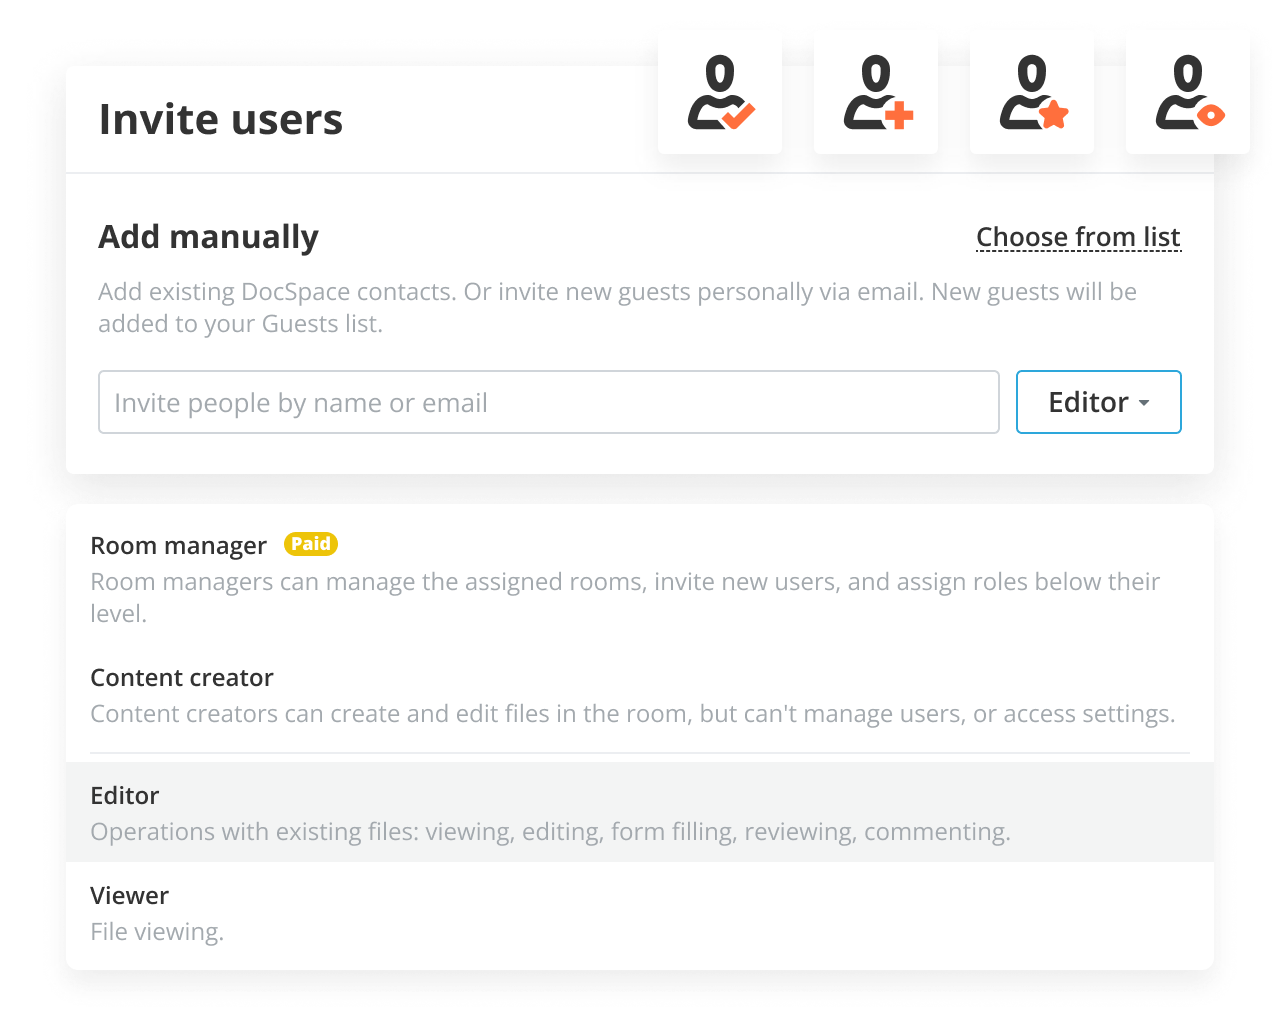 Invite users
Add manually
Choose from list
Add existing DocSpace contacts. Or invite new guests personally via email. New guests will be
added to your Guests list.
Invite people by name or email
Editor
Room manager Paid
Room managers can manage the assigned rooms, invite new users, and assign roles below their
level.
Content creator
Content creators can create and edit files in the room, but can't manage users, or access settings.
Editor
Operations with existing files: viewing, editing, form filling, reviewing, commenting.
Viewer
File viewing.